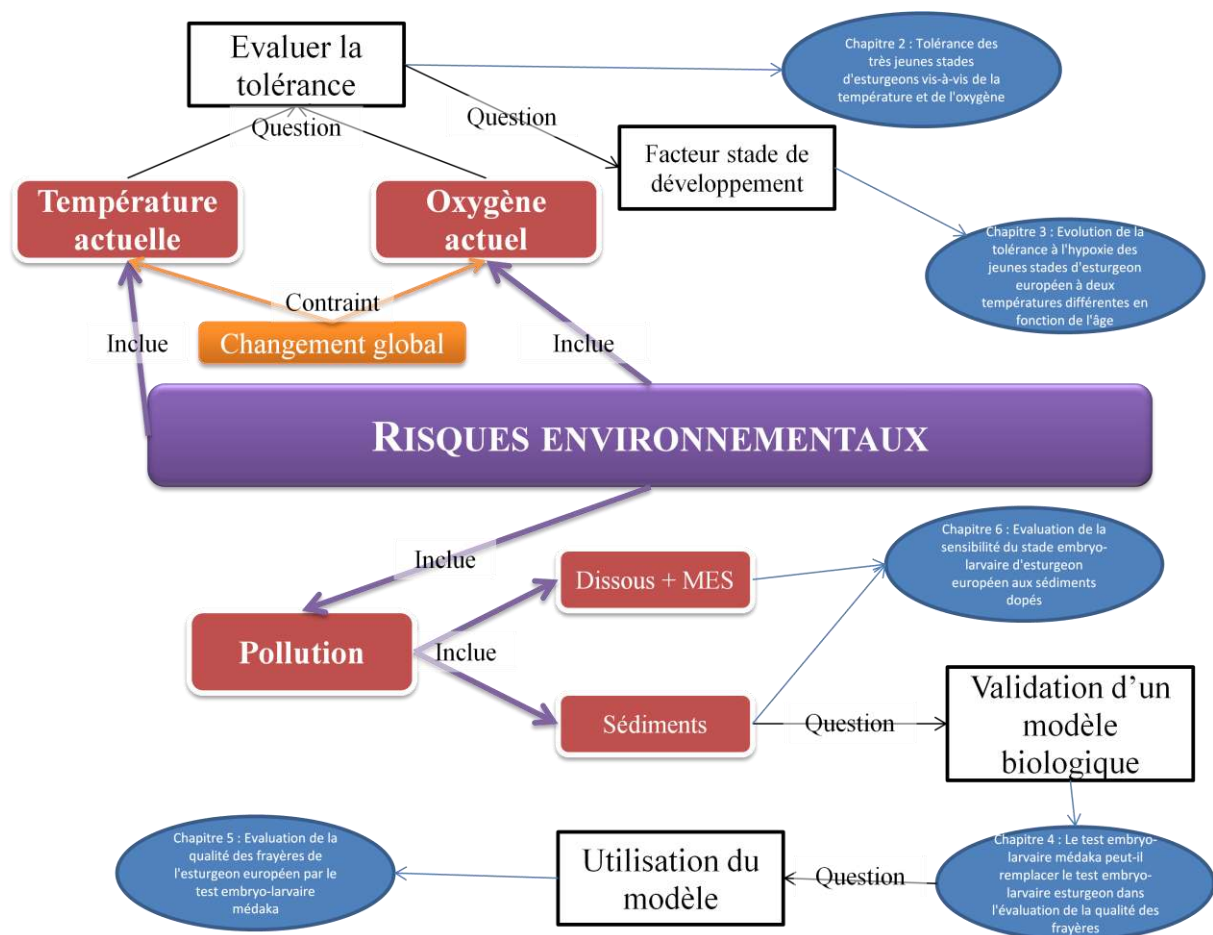 Evaluer la
tolérance
Chapitre 2 : Tolérance des
très jeunes stades
d'esturgeons vis-à-vis de la
température et de l'oxygène
Question
Question
Facteur stade de
développement
Température
actuelle
Oxygène
actuel
Chapitre 3 : Evolution de la
tolérance à l'hypoxie des
jeunes stades d'esturgeon
européen à deux
températures différentes en
fonction de l'âge
Contraint
Inclue
Changement global
Inclue
RISQUES ENVIRONNEMENTAUX
Inclue
Dissous + MES
Chapitre 6 : Evaluation de la
sensibilité du stade embryo-
larvaire d'esturgeon
européen aux sédiments
dopés
Pollution
Inclue
Sédiments
Question
Validation d'un
modèle
biologique
Chapitre 5 : Evaluation de la
qualité des frayères de
l'esturgeon européen par le
test embryo-larvaire
médaka
Utilisation du
modèle
Question
Chapitre 4 : Le test embryo-
larvaire médaka peut-il
remplacer le test embryo-
larvaire esturgeon dans
l'évaluation de la qualité des
frayères